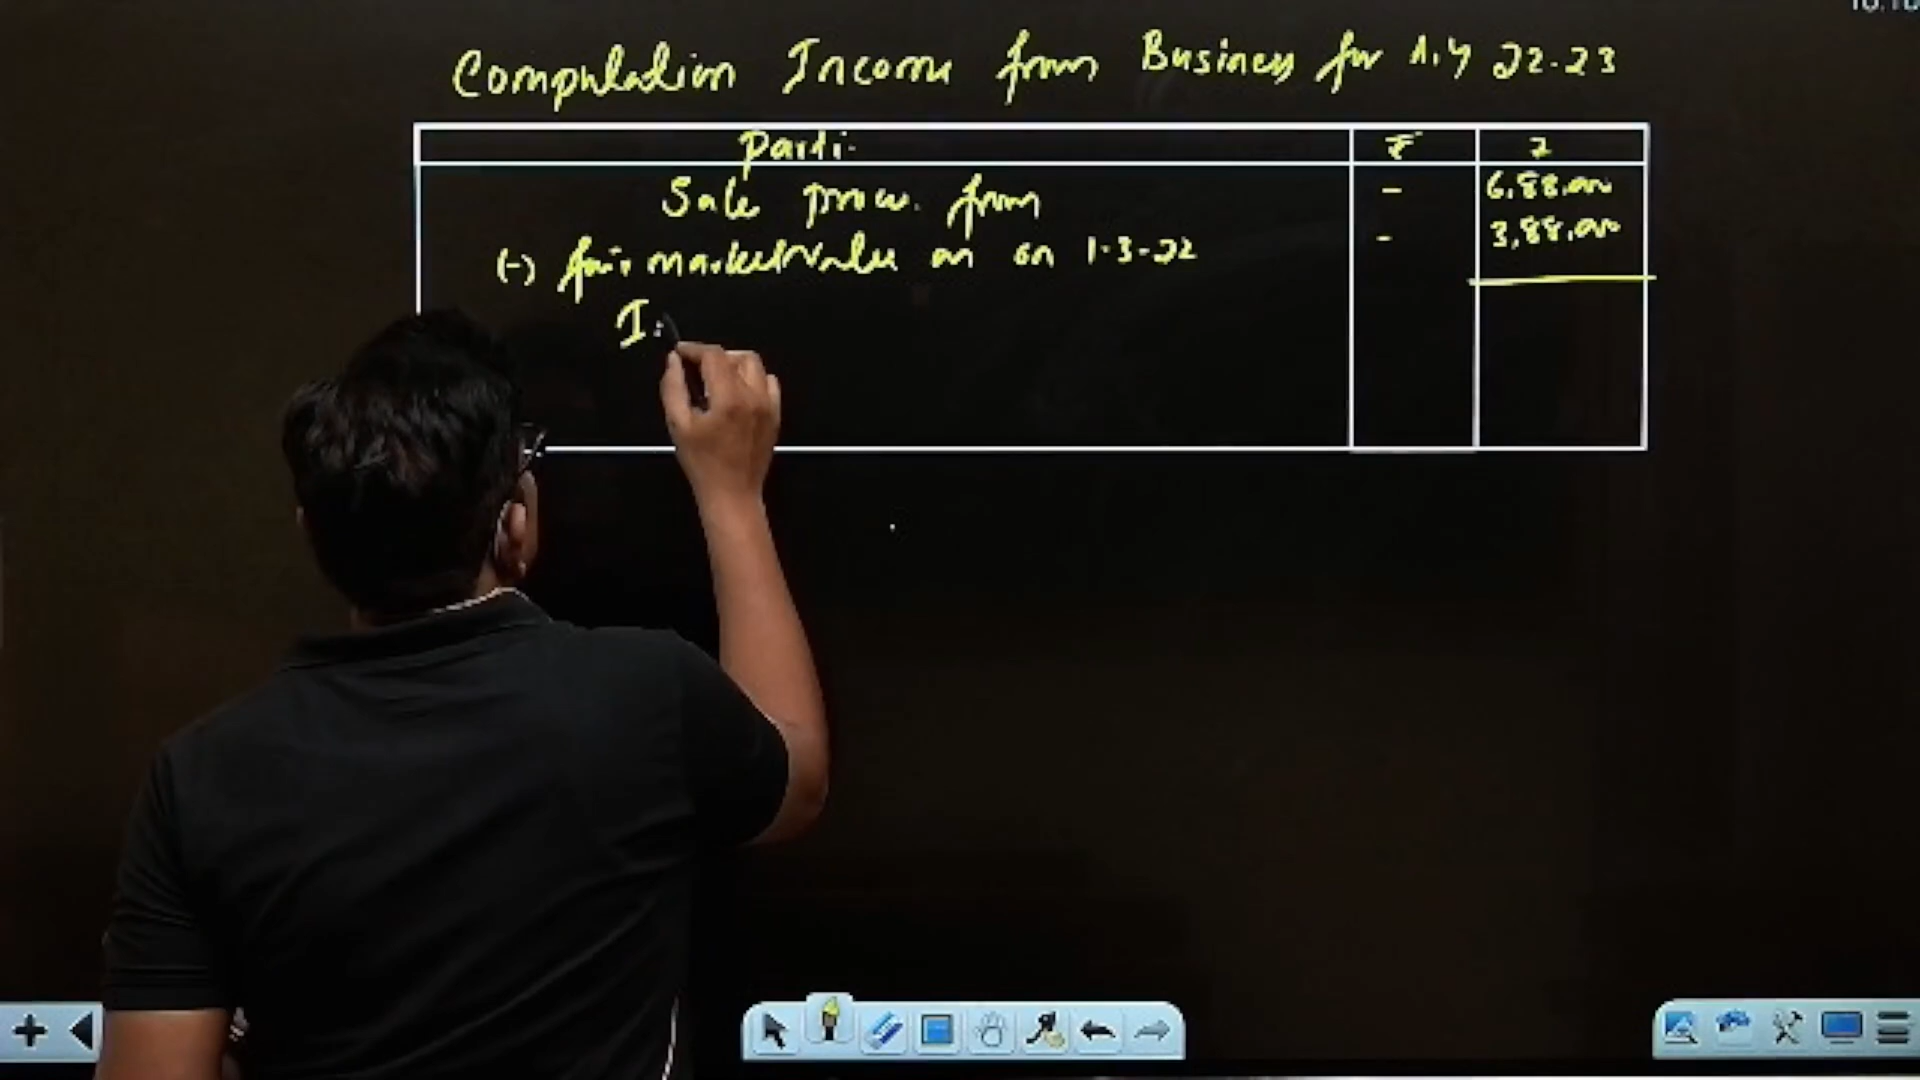 Computation Income from Business for A.Y 22-23
Parti. ₹ ₹
Sale proce. from - 6,88,000
(-) fair market Value as on 1-3-22 - 3,88,000
I